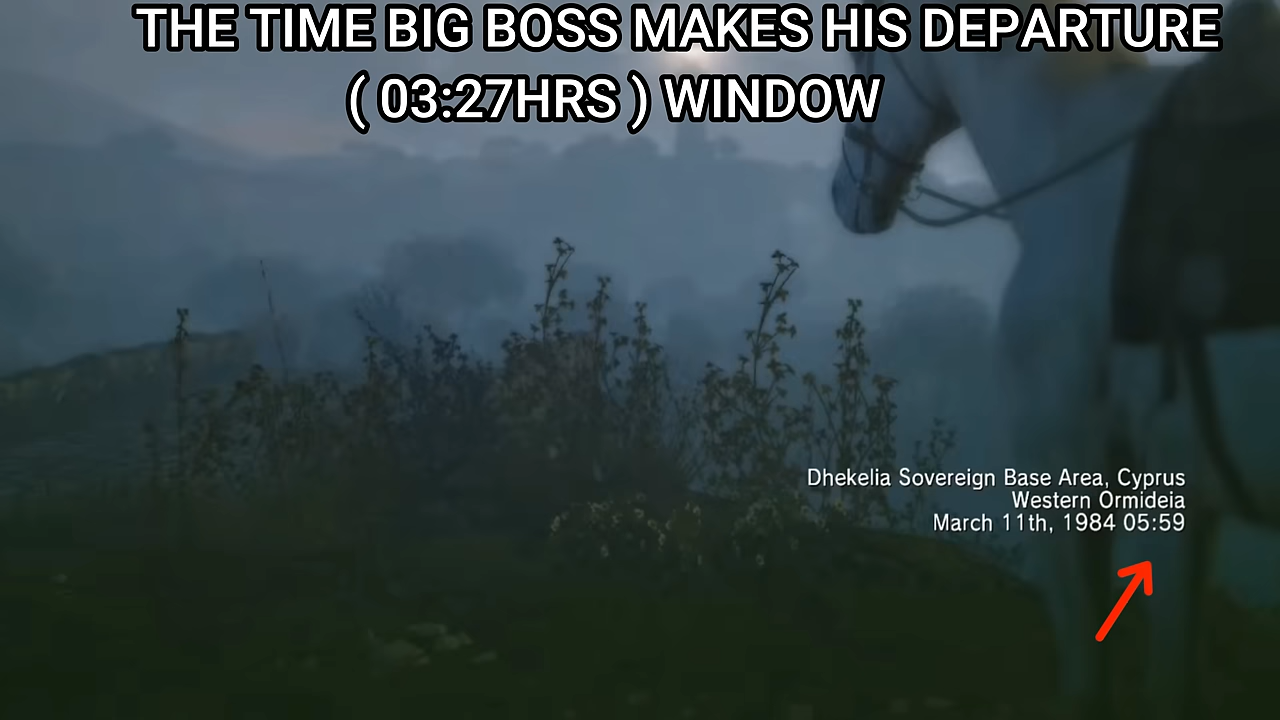 THE TIME BIG BOSS MAKES HIS DEPARTURE
( 03:27HRS ) WINDOW
Dhekelia Sovereign Base Area, Cyprus
Western Ormideia
March 11th, 1984 05:59